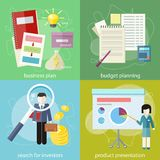 business plan
budget planning
search for investors
product presentation